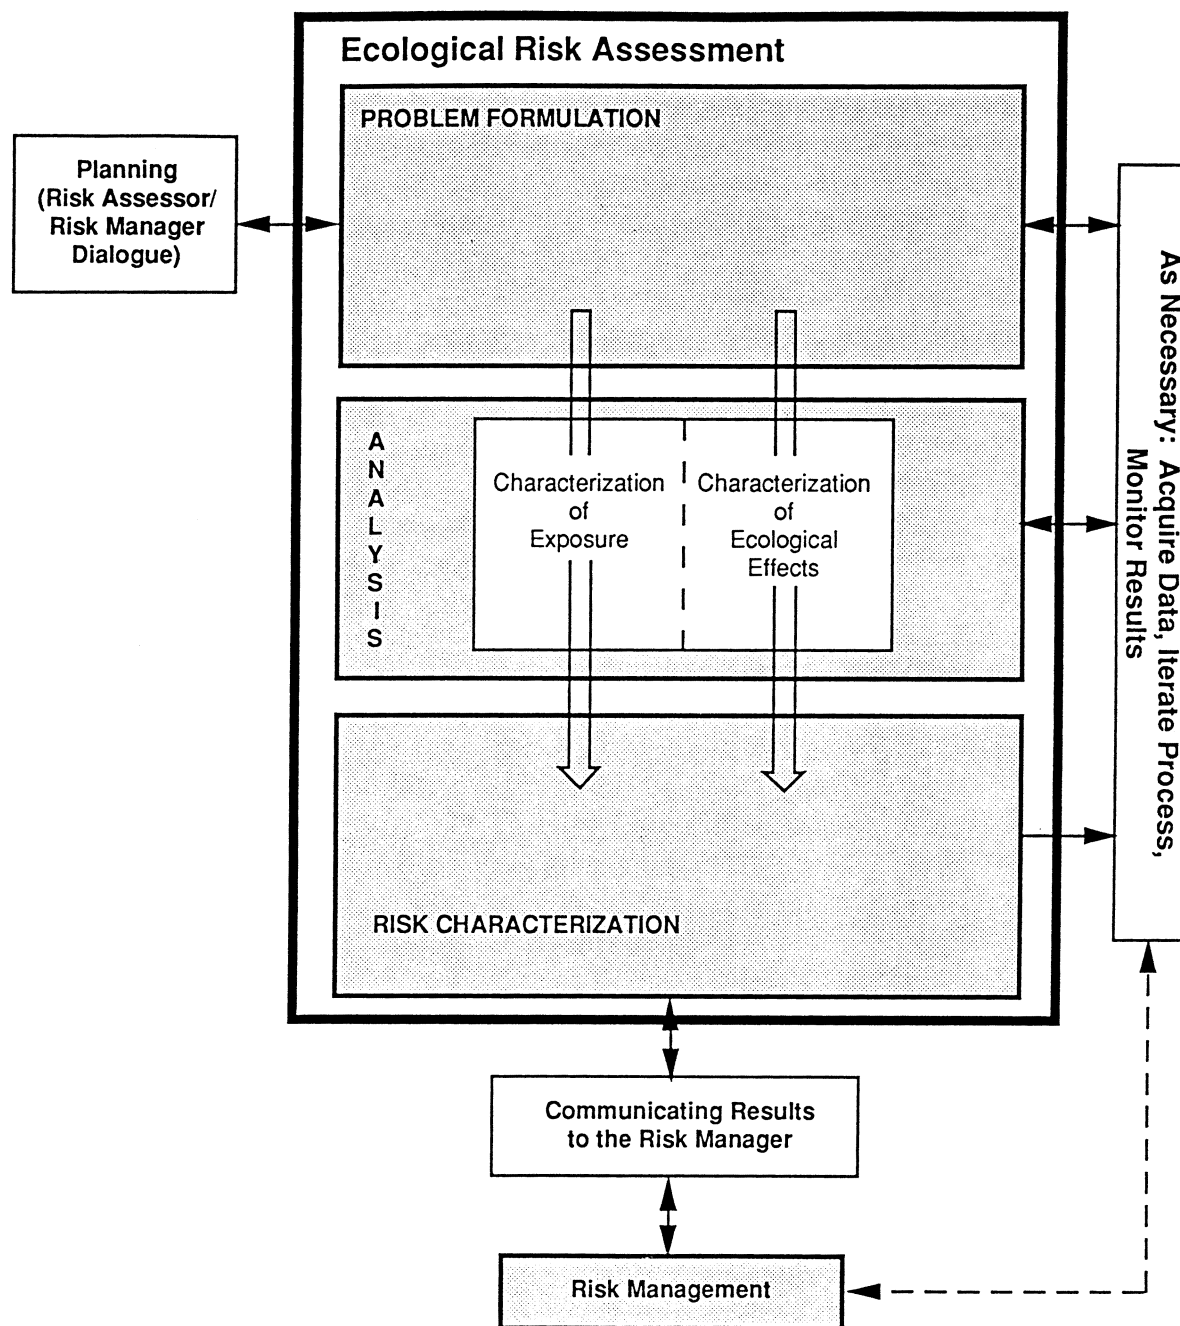 Ecological Risk Assessment
PROBLEM FORMULATION
Planning
(Risk Assessor/
Risk Manager
Dialogue)
ANALYSIS
Characterization
of
Exposure
Characterization
of
Ecological
Effects
As Necessary: Acquire Data, Iterate Process,
Monitor Results
RISK CHARACTERIZATION
Communicating Results
to the Risk Manager
Risk Management